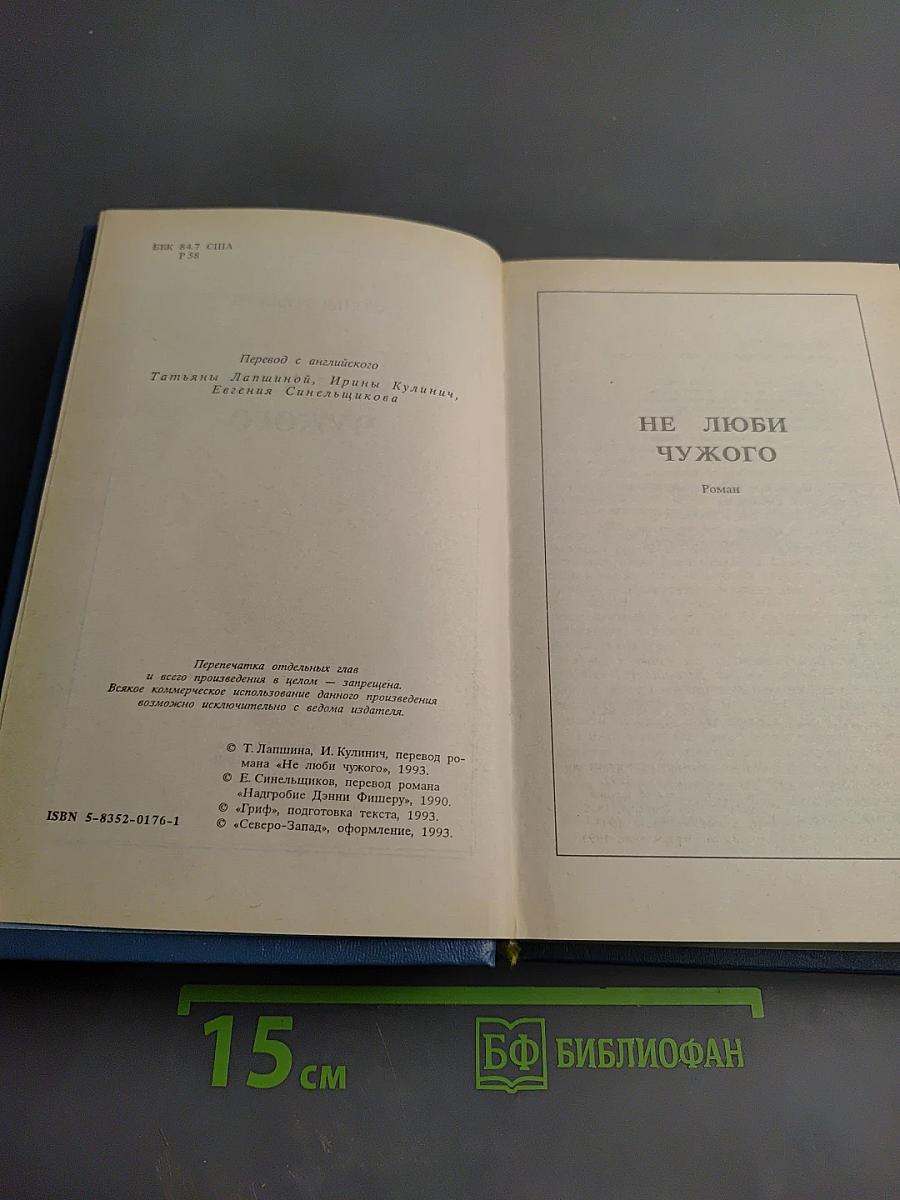 ББК 84.7 США
Р 58
Перевод с английского
Татьяны Лапшиной, Ирины Кулинич,
Евгения Синельщикова
Перепечатка отдельных глав
и всего произведения в целом — запрещена.
Всякое коммерческое использование данного произведения
возможно исключительно с ведома издателя.
© Т. Лапшина, И. Кулинич, перевод ро-
мана «Не люби чужого», 1993.
© Е. Синельщиков, перевод романа
«Надгробие Дэнни Фишеру», 1990.
© «Гриф», подготовка текста, 1993.
© «Северо-Запад», оформление, 1993.
ISBN 5-8352-0176-1
НЕ ЛЮБИ
ЧУЖОГО
Роман
15 см
БФ БИБЛИОФАН